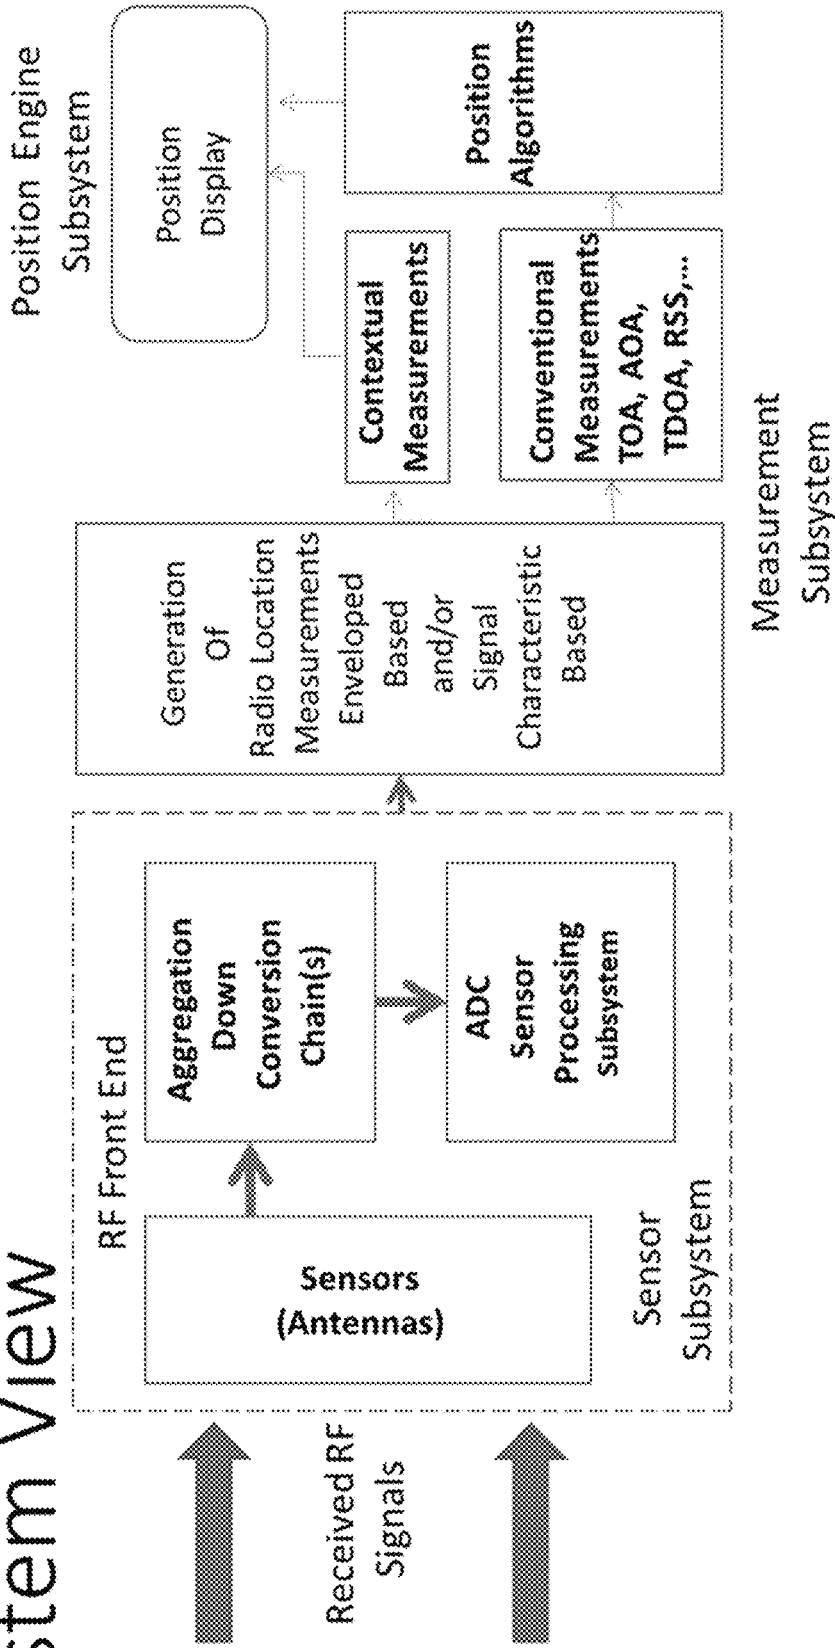 stem View
Received RF
Signals
RF Front End
Sensors
(Antennas)
Aggregation
Down
Conversion
Chain(s)
ADC
Sensor
Processing
Subsystem
Sensor
Subsystem
Generation
Of
Radio Location
Measurements
Enveloped
Based
and/or
Signal
Characteristic
Based
Contextual
Measurements
Conventional
Measurements
TOA, AOA,
TDOA, RSS,...
Measurement
Subsystem
Position Engine
Subsystem
Position
Display
Position
Algorithms